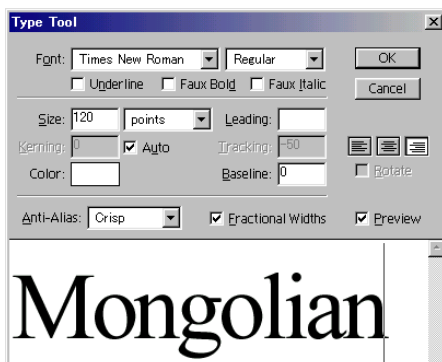 Type Tool
Font: Times New Roman Regular OK
Underline Faux Bold Faux Italic Cancel
Size: 120 points Leading:
Kerning: 0 Auto Tracking: -50
Color: Baseline: 0 Rotate
Anti-Alias: Crisp Fractional Widths Preview
Mongolian